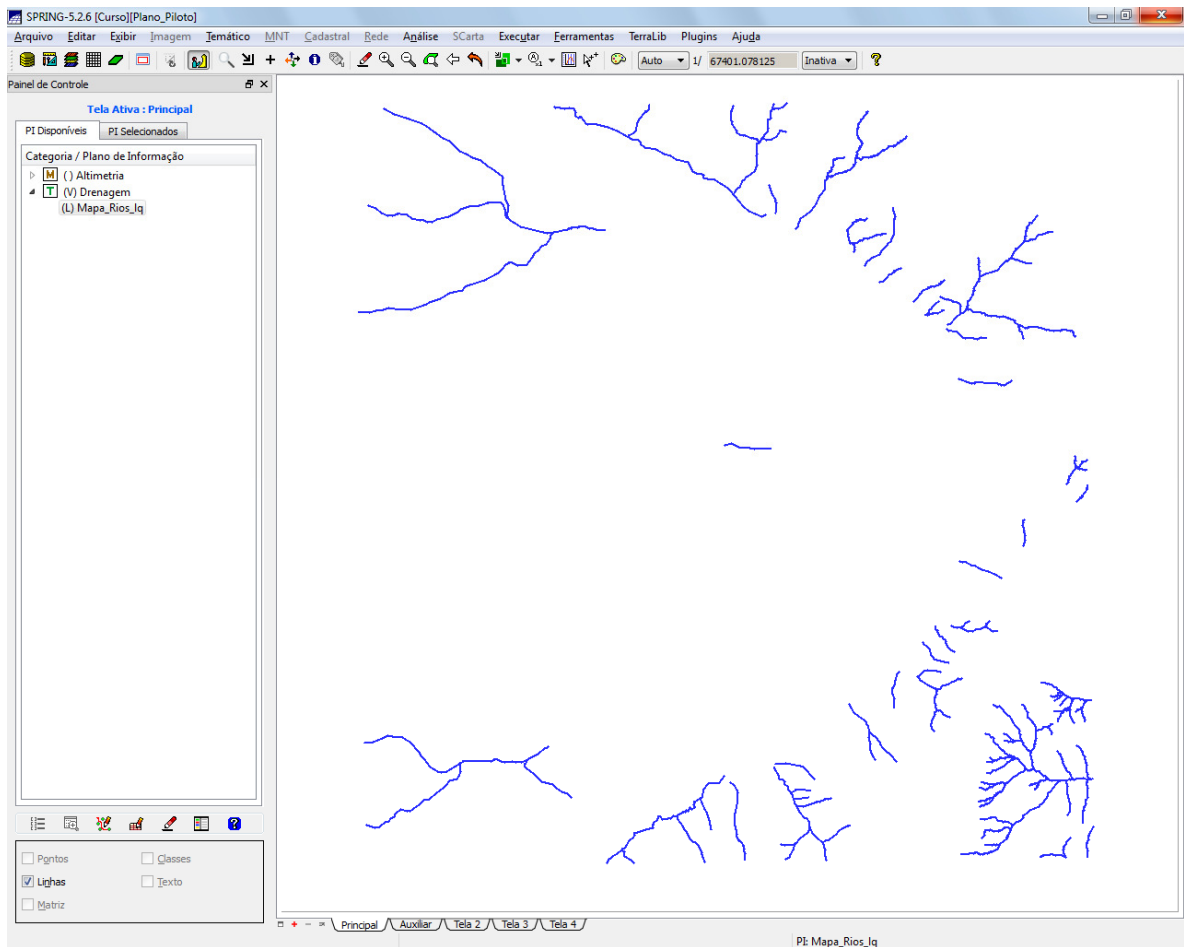 SPRING-5.2.6 [Curso][Plano_Piloto]
Arquivo Editar Exibir Imagem Temático MNT Cadastral Rede Análise SCarta Executar Ferramentas TerraLib Plugins Ajuda
Auto 1/ 67401.078125 Inativa
Painel de Controle
Tela Ativa : Principal
PI Disponíveis PI Selecionados
Categoria / Plano de Informação
M ( ) Altimetria
T (V) Drenagem
(L) Mapa_Rios_Iq
Pontos Classes
Linhas Texto
Matriz
Principal Auxiliar Tela 2 Tela 3 Tela 4
PI: Mapa_Rios_Iq